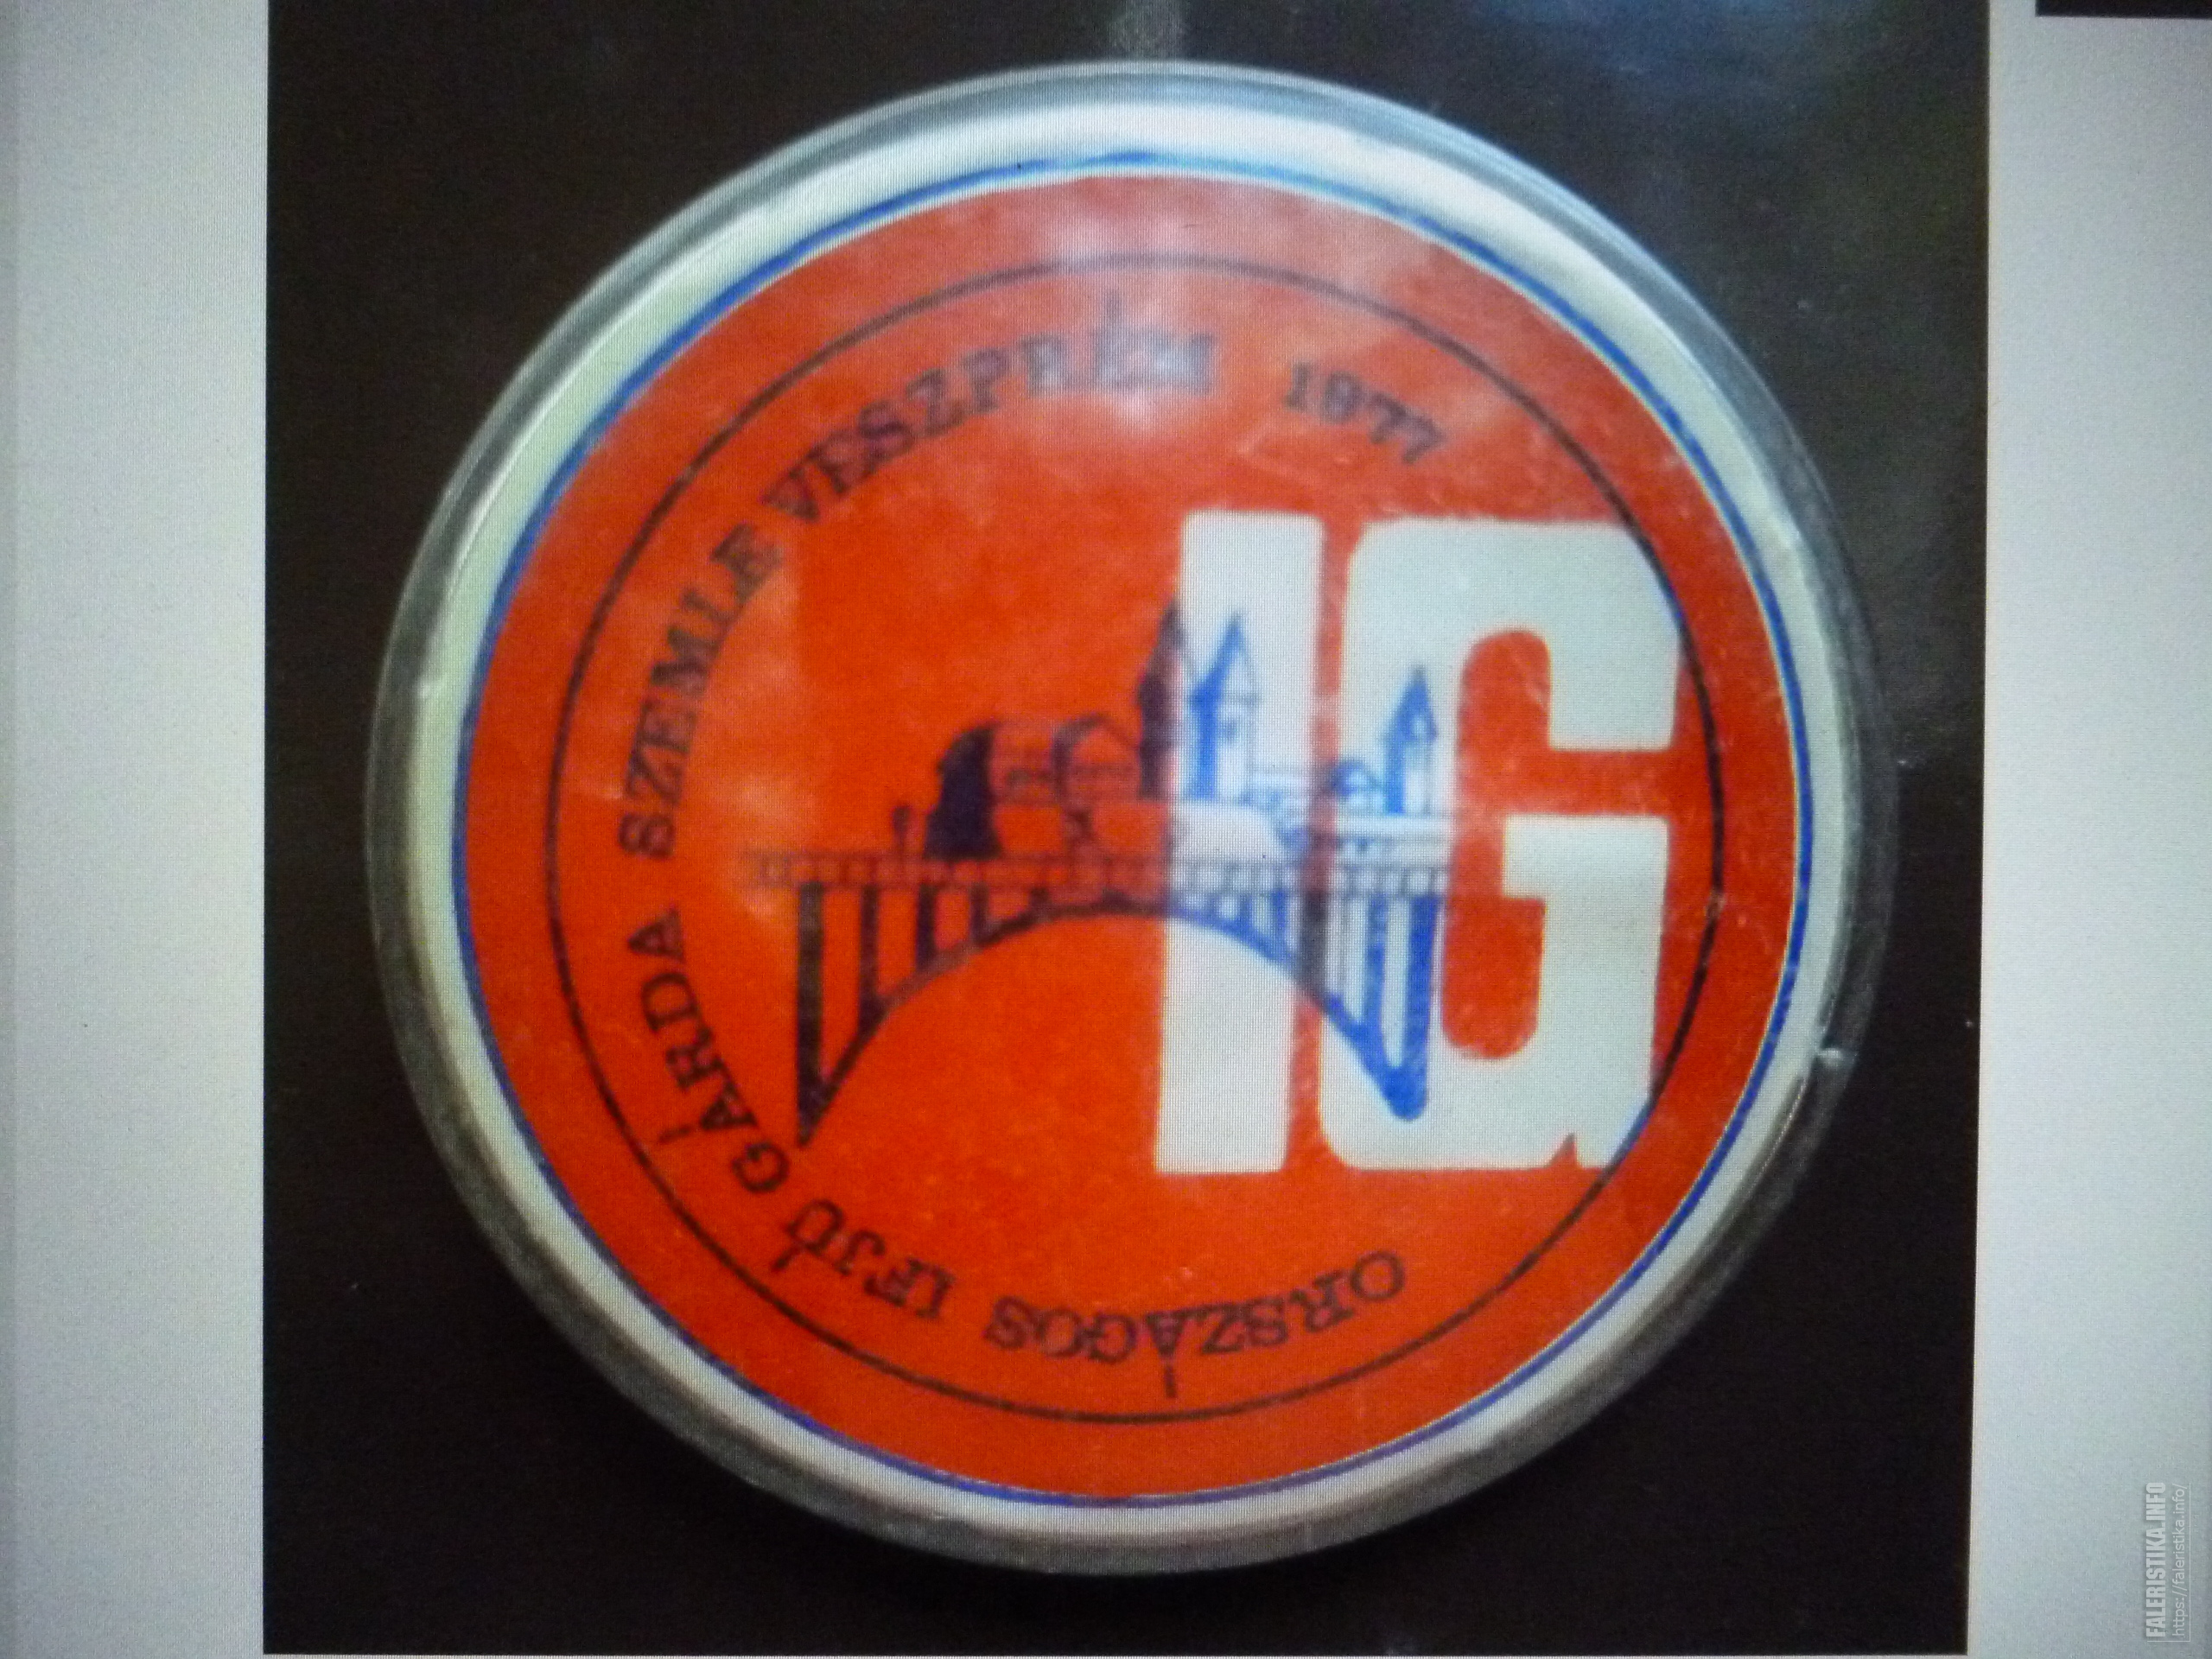 ORSZÁGOS IFJÚ GÁRDA SZEMLE VESZPRÉM 1977
IG
FALERISTIKA.INFO
https://faleristika.info/